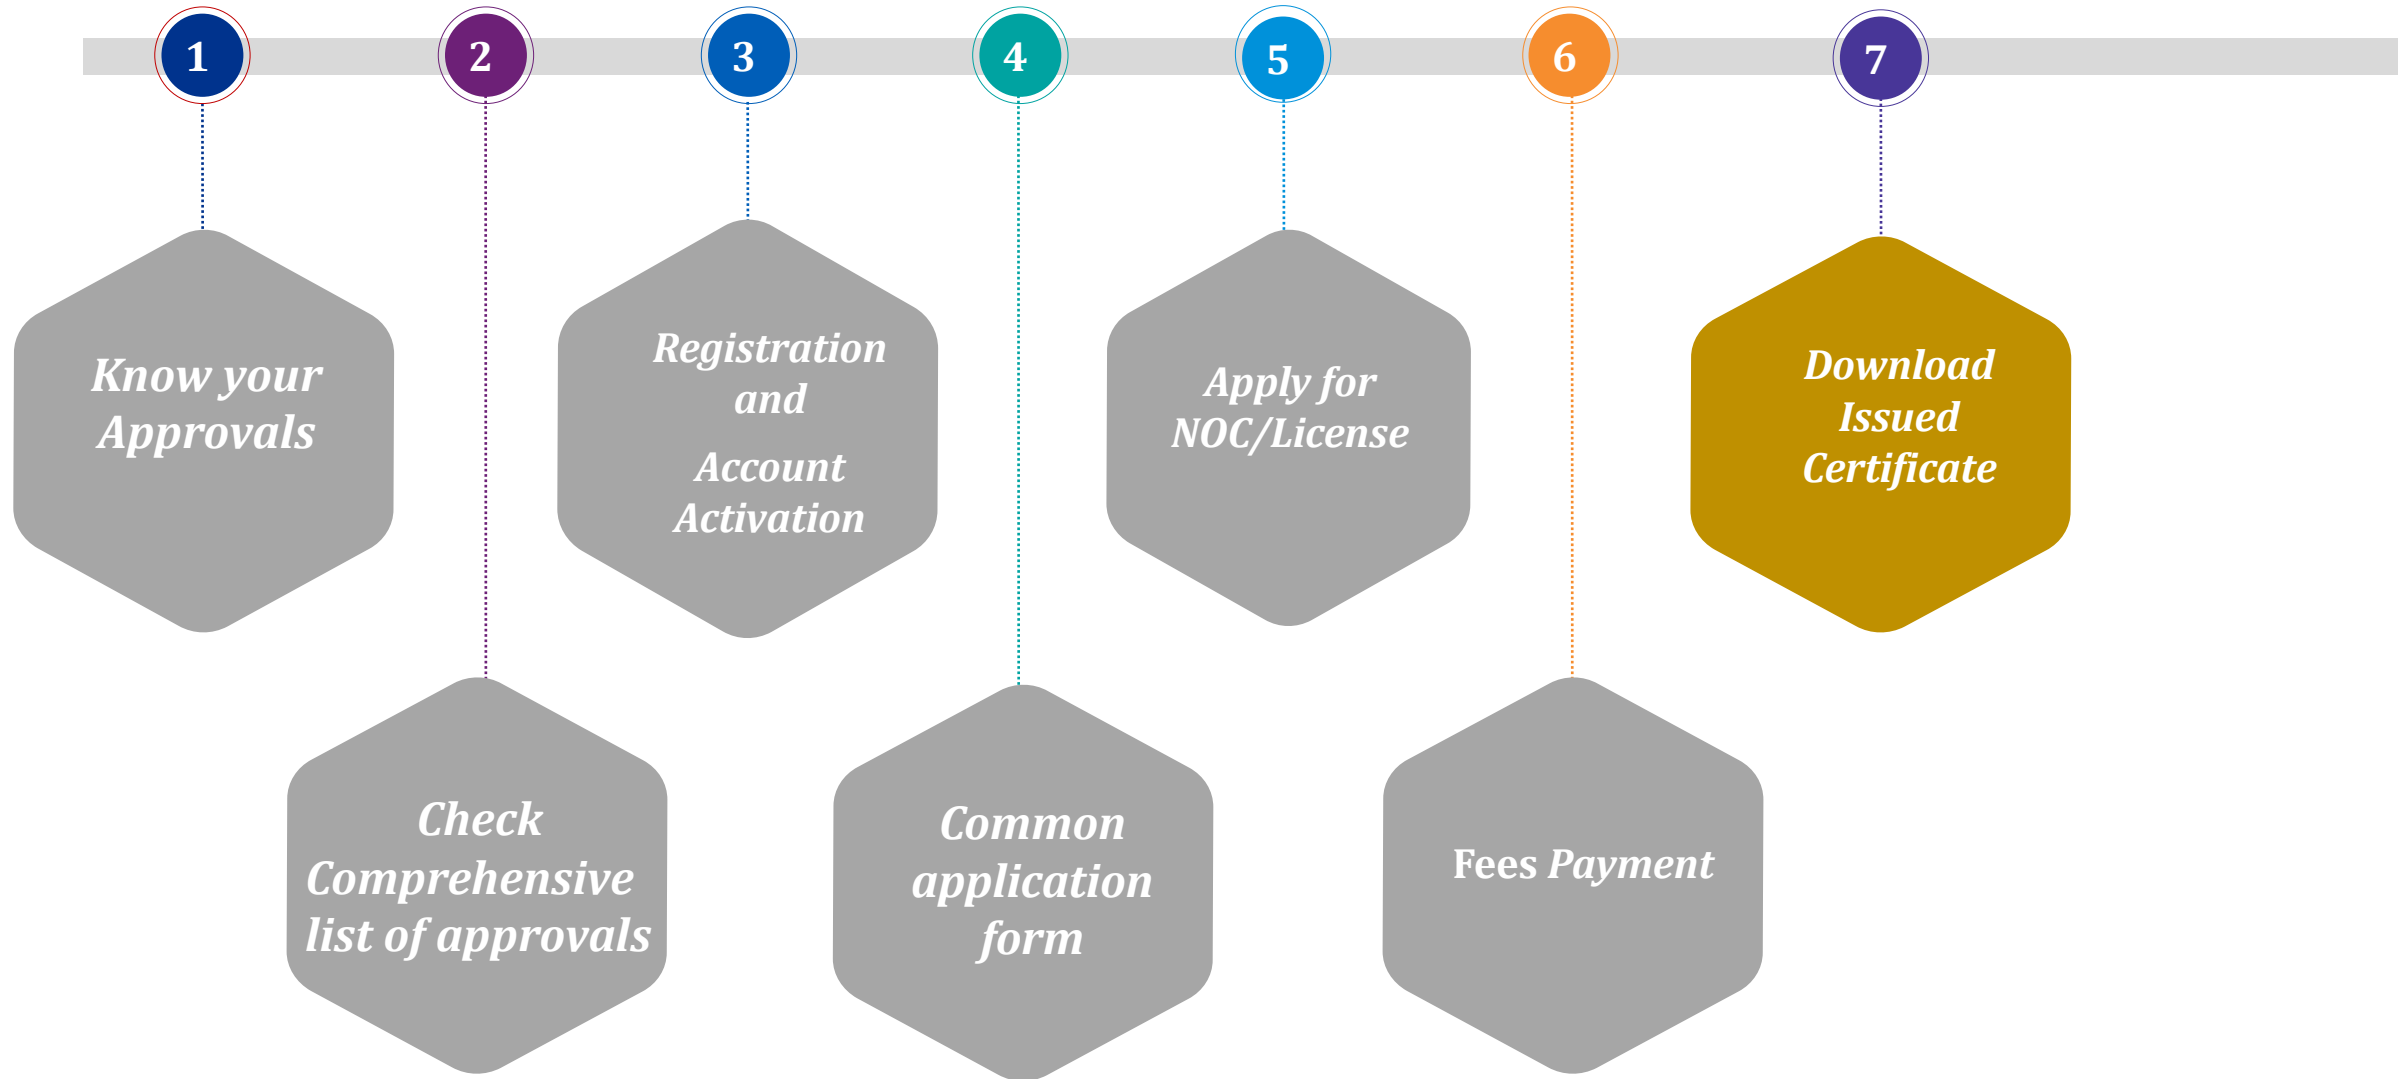 1
2
3
4
5
6
7
Know your
Approvals
Registration
and
Account
Activation
Apply for
NOC/License
Download
Issued
Certificate
Check
Comprehensive
list of approvals
Common
application
form
Fees Payment